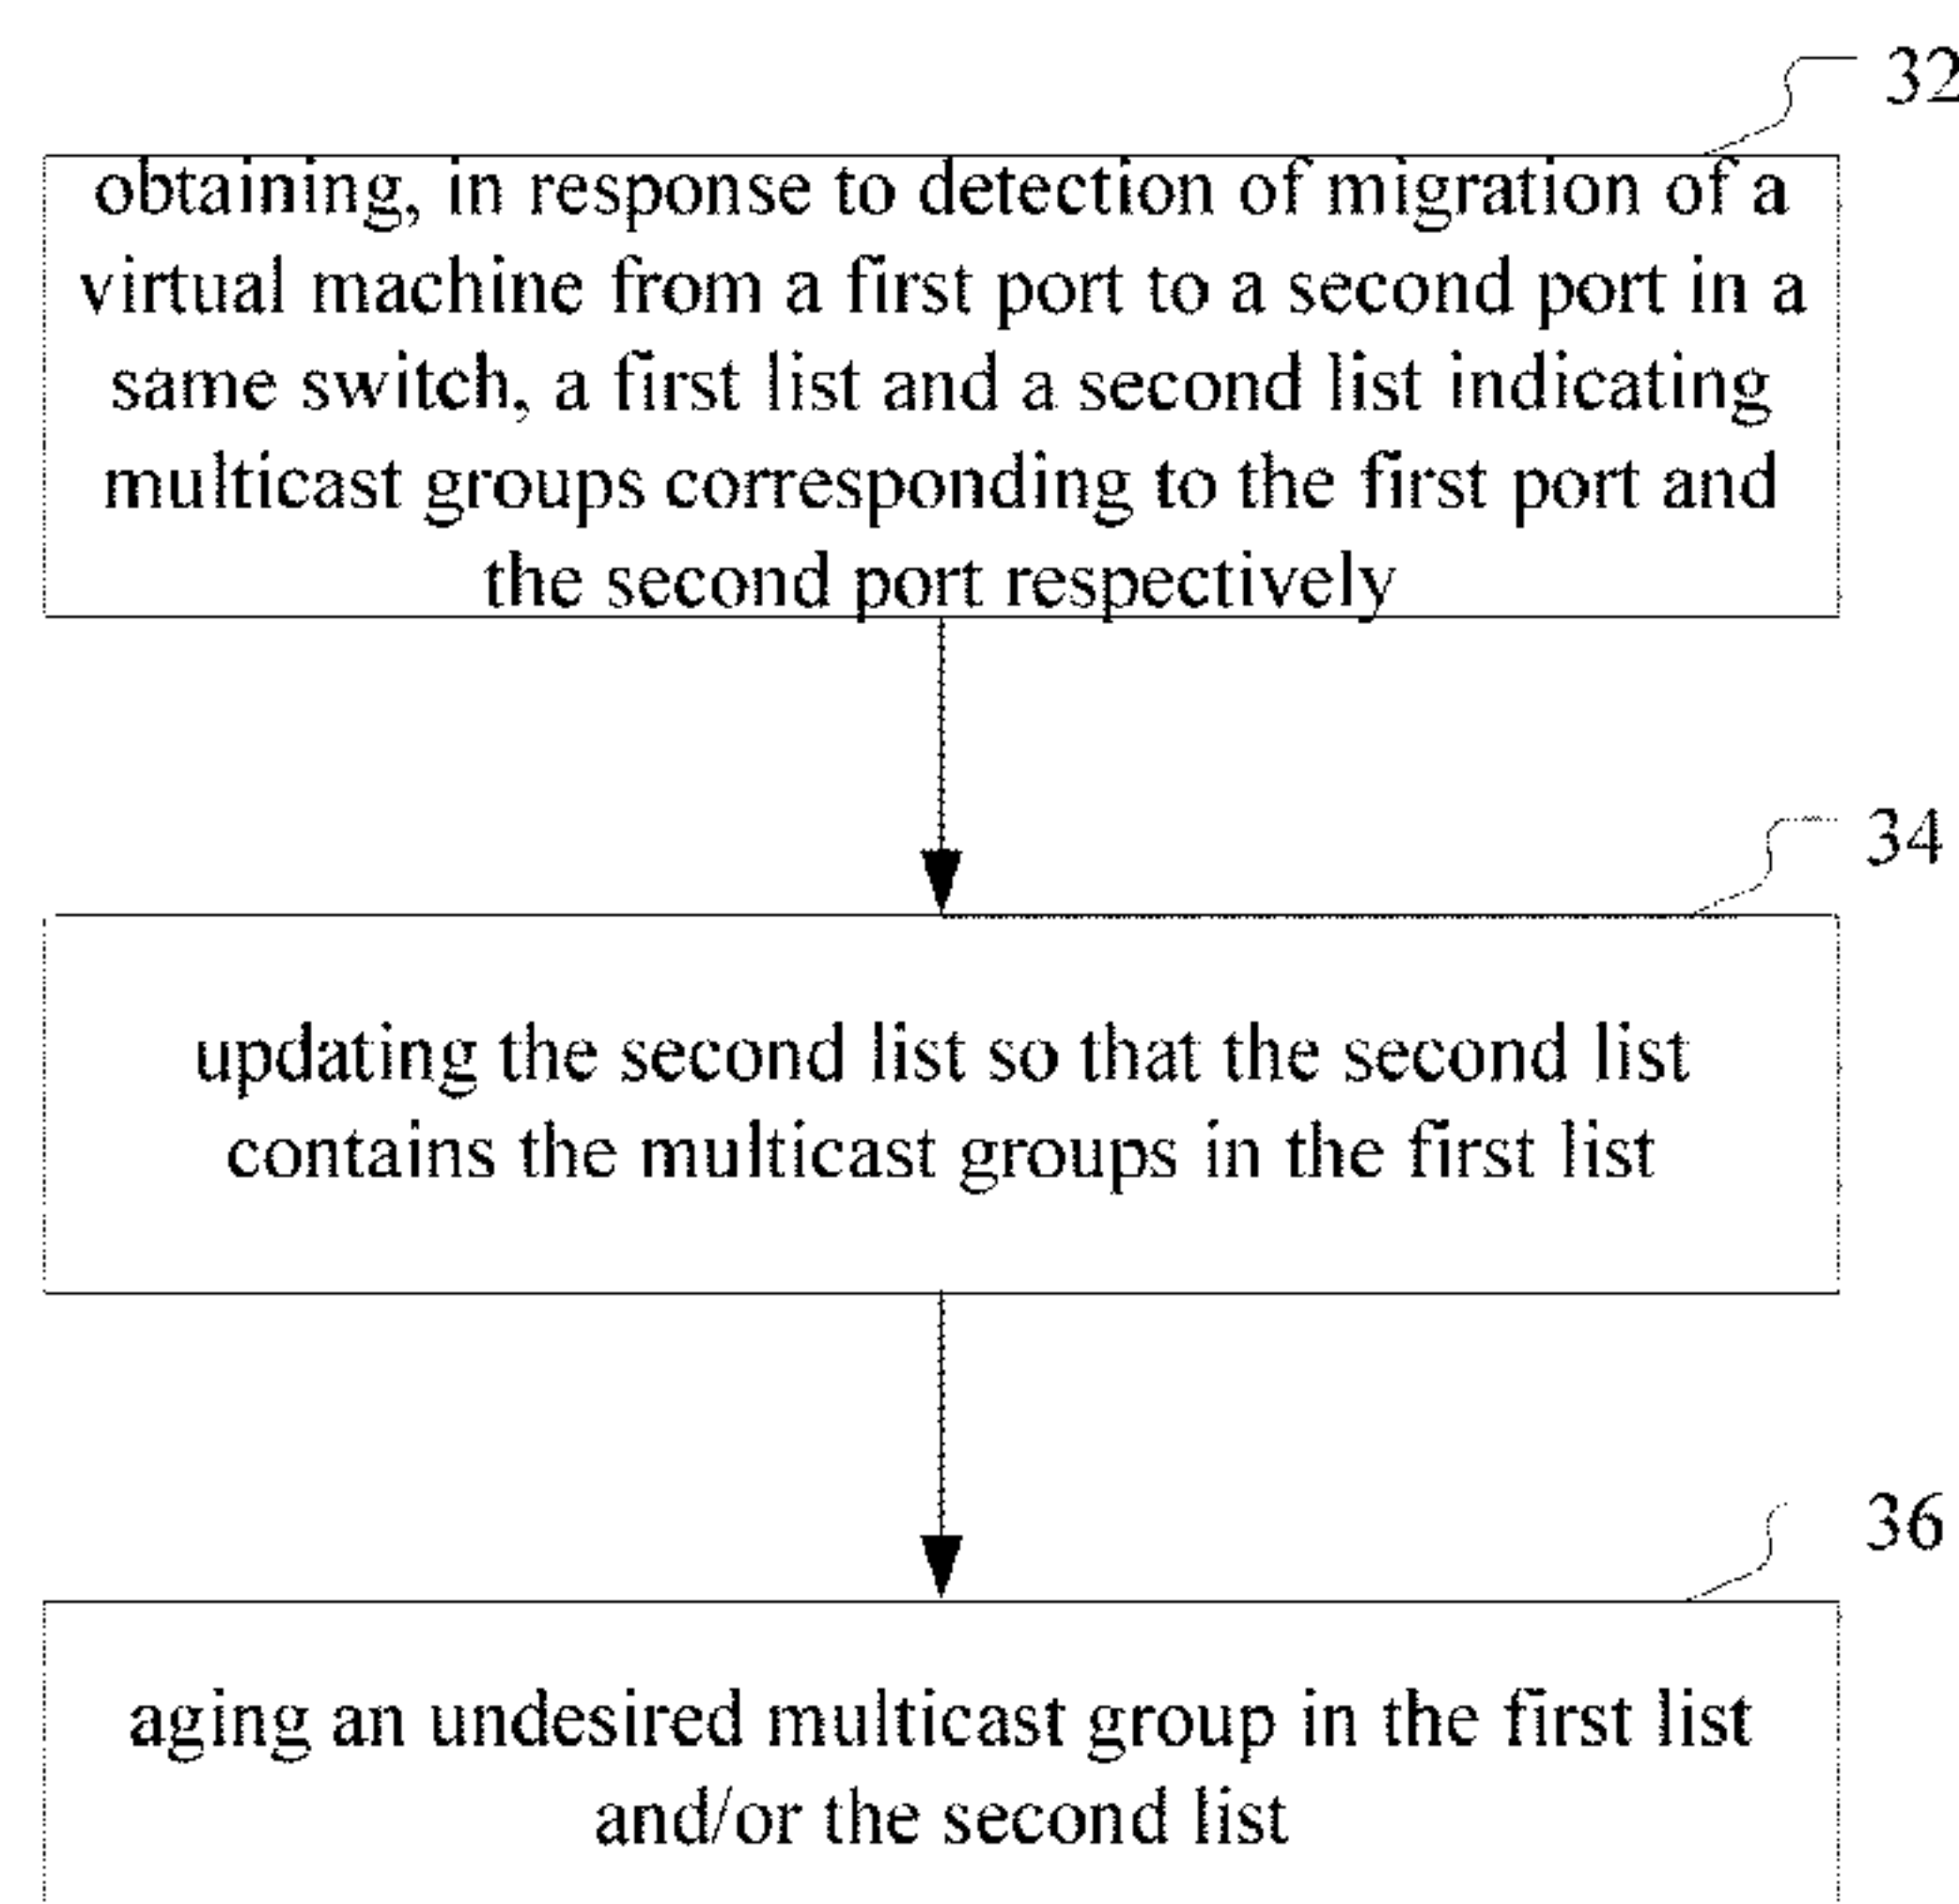 32
obtaining, in response to detection of migration of a
virtual machine from a first port to a second port in a
same switch, a first list and a second list indicating
multicast groups corresponding to the first port and
the second port respectively
34
updating the second list so that the second list
contains the multicast groups in the first list
36
aging an undesired multicast group in the first list
and/or the second list